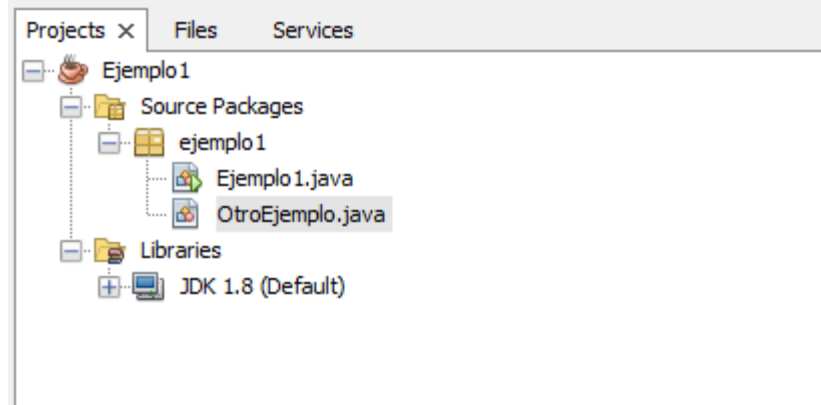 Projects Files Services
Ejemplo1
Source Packages
ejemplo1
Ejemplo1.java
OtroEjemplo.java
Libraries
JDK 1.8 (Default)